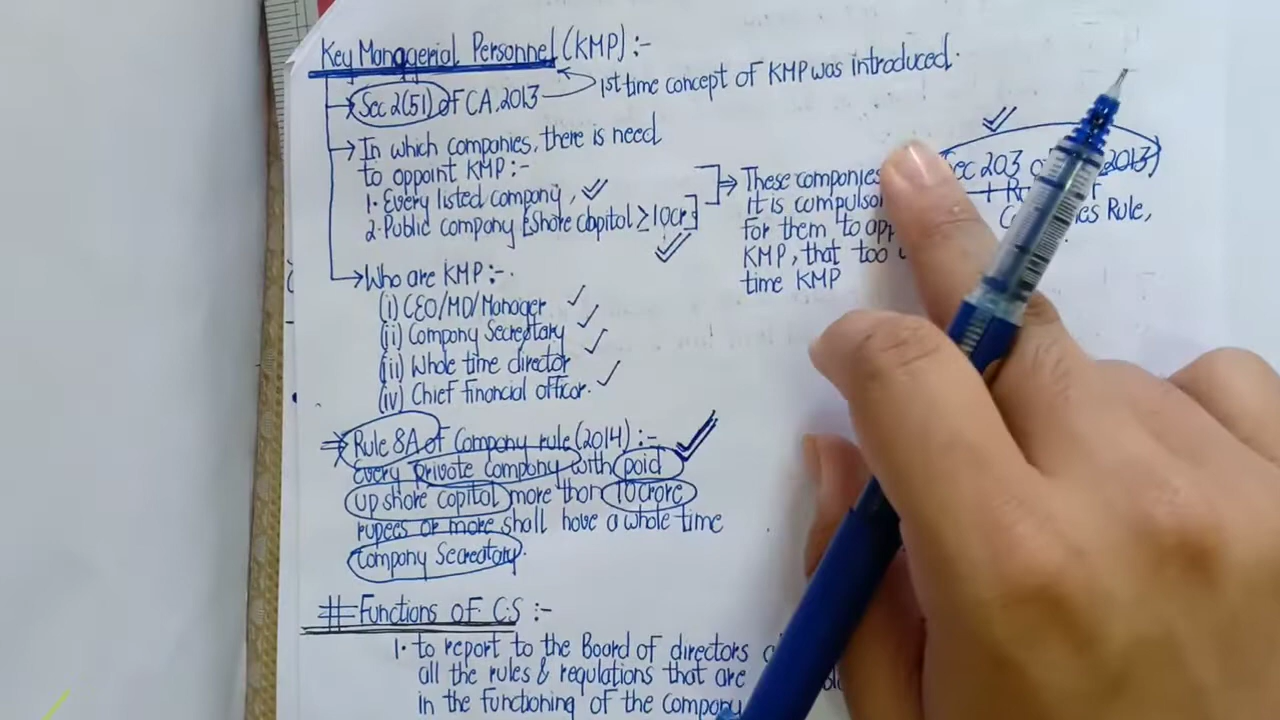 Key Managerial Personnel (KMP) :-
Sec 2(51) of CA, 2013
1st time concept of KMP was introduced.
In which companies, there is need
to appoint KMP :-
1. Every listed company,
2. Public company [share capital ≥ 10cr]
These companies
it is compulso
for them to app
KMP, that too
time KMP
Sec 203 2013)
Rule,
Who are KMP :-
(i) CEO/MD/Manager
(ii) Company Secreatary
(iii) Whole time director
(iv) Chief financial officer.
⇒ Rule 8A of Company rule (2014) :-
Every private company with paid
up share capital more than 10 crore
rupees or more shall have a whole time
Company Secreatary.
# Functions of C.S :-
1. to report to the Board of directors
all the rules & regulations that are
in the functioning of the company